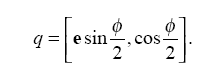 q = [e sin ϕ/2, cos ϕ/2].